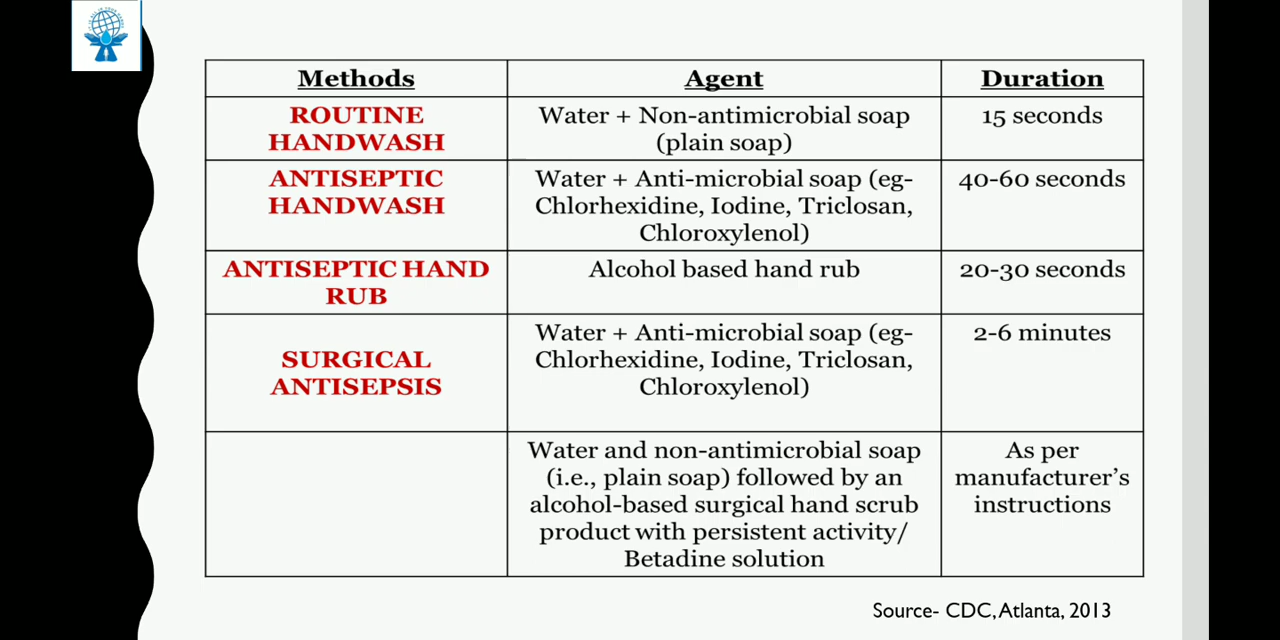 Methods
Agent
Duration
ROUTINE
HANDWASH
Water + Non-antimicrobial soap
(plain soap)
15 seconds
ANTISEPTIC
HANDWASH
Water + Anti-microbial soap (eg-
Chlorhexidine, Iodine, Triclosan,
Chloroxylenol)
40-60 seconds
ANTISEPTIC HAND
RUB
Alcohol based hand rub
20-30 seconds
SURGICAL
ANTISEPSIS
Water + Anti-microbial soap (eg-
Chlorhexidine, Iodine, Triclosan,
Chloroxylenol)
2-6 minutes
Water and non-antimicrobial soap
(i.e., plain soap) followed by an
alcohol-based surgical hand scrub
product with persistent activity/
Betadine solution
As per
manufacturer's
instructions
Source- CDC, Atlanta, 2013